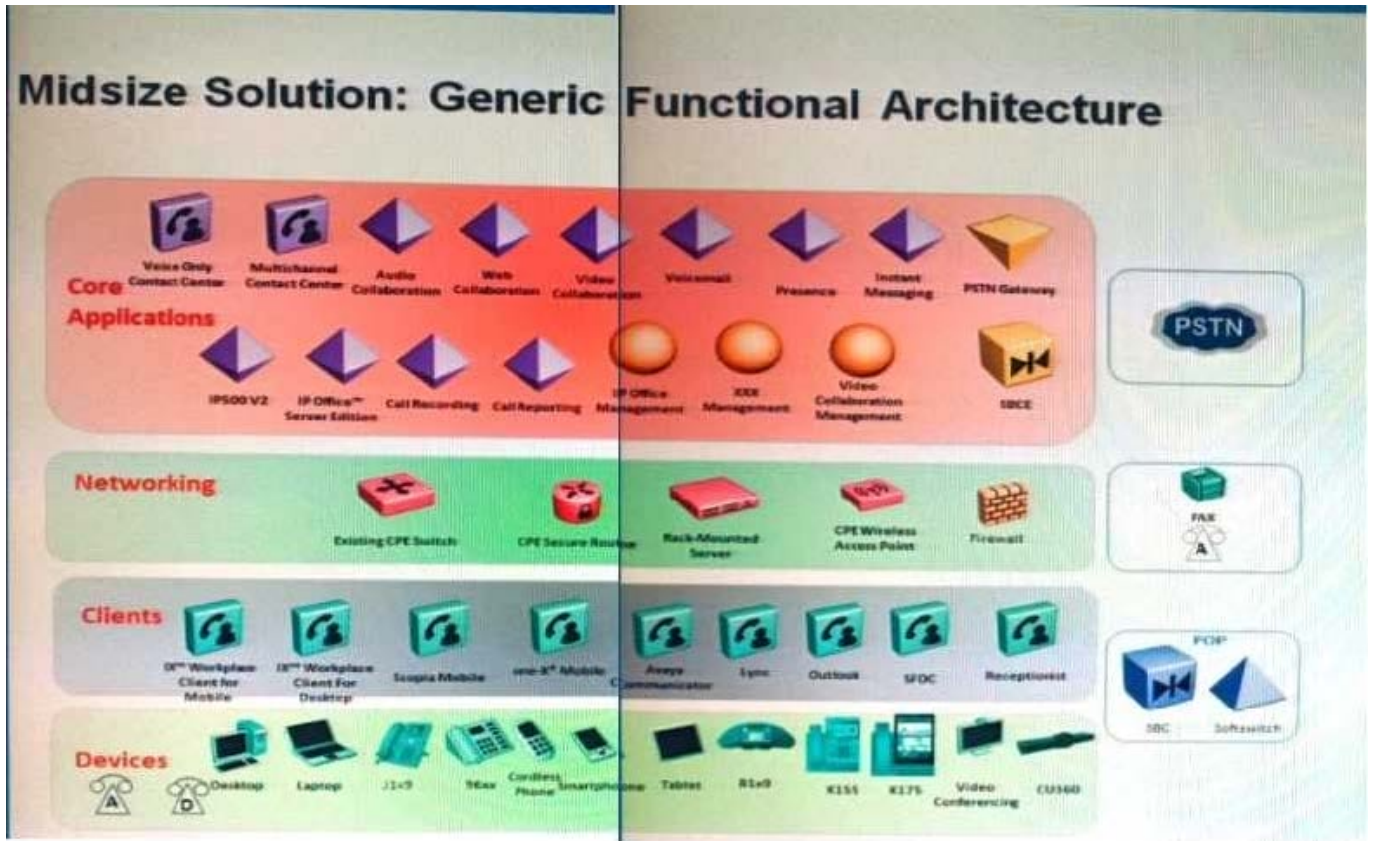 Midsize Solution: Generic Functional Architecture
Core
Applications
Voice Only
Contact Center
Multichannel
Contact Center
Audio
Collaboration
Web
Collaboration
Video
Collaboration
Voicemail
Presence
Instant
Messaging
PSTN Gateway
PSTN
IP500 V2
IP Office™
Server Edition
Call Recording
Call Reporting
IP Office
Management
XXX
Management
Video
Collaboration
Management
SBCE
Networking
Existing CPE Switch
CPE Secure Router
Rack-Mounted
Server
CPE Wireless
Access Point
Firewall
FAX
A
Clients
IX™ Workplace
Client for
Mobile
IX™ Workplace
Client For
Desktop
Scopia Mobile
one-X® Mobile
Avaya
Communicator
Lync
Outlook
SFDC
Receptionist
POP
SBC
Softswitch
Devices
A
D
Desktop
Laptop
J1x9
96xx
Cordless
Phone
Smartphone
Tablet
B1x9
K155
K175
Video
Conferencing
CU360